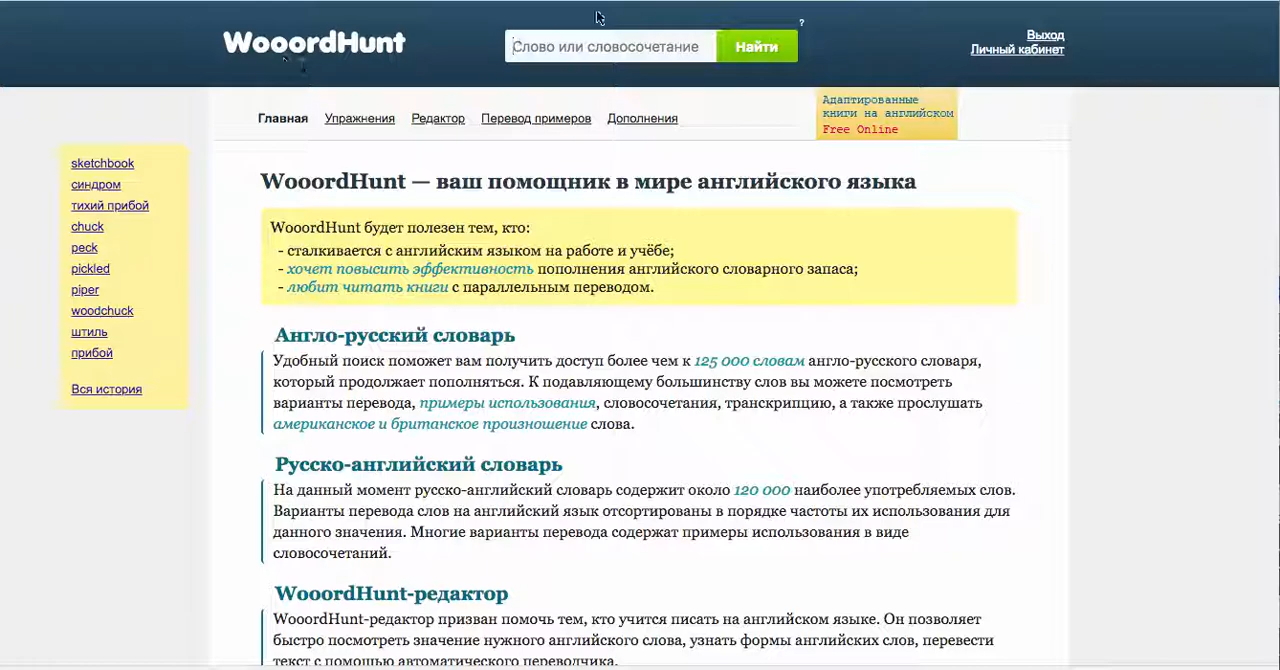 WooordHunt
Слово или словосочетание
Найти
?
Выход
Личный кабинет
Главная Упражнения Редактор Перевод примеров Дополнения
Адаптированные
книги на английском
Free Online
sketchbook
синдром
тихий прибой
chuck
peck
pickled
piper
woodchuck
штиль
прибой
Вся история
WooordHunt — ваш помощник в мире английского языка
WooordHunt будет полезен тем, кто:
- сталкивается с английским языком на работе и учёбе;
- хочет повысить эффективность пополнения английского словарного запаса;
- любит читать книги с параллельным переводом.
Англо-русский словарь
Удобный поиск поможет вам получить доступ более чем к 125 000 словам англо-русского словаря,
который продолжает пополняться. К подавляющему большинству слов вы можете посмотреть
варианты перевода, примеры использования, словосочетания, транскрипцию, а также прослушать
американское и британское произношение слова.
Русско-английский словарь
На данный момент русско-английский словарь содержит около 120 000 наиболее употребляемых слов.
Варианты перевода слов на английский язык отсортированы в порядке частоты их использования для
данного значения. Многие варианты перевода содержат примеры использования в виде
словосочетаний.
WooordHunt-редактор
WooordHunt-редактор призван помочь тем, кто учится писать на английском языке. Он позволяет
быстро посмотреть значение нужного английского слова, узнать формы английских слов, перевести
текст с помощью автоматического переводчика.